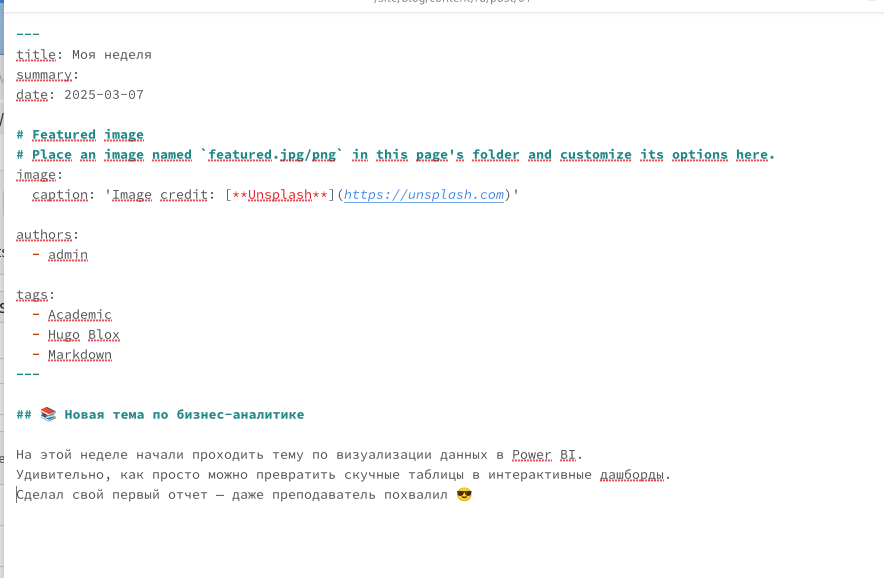 ---
title: Моя неделя
summary:
date: 2025-03-07

# Featured image
# Place an image named `featured.jpg/png` in this page's folder and customize its options here.
image:
  caption: 'Image credit: [**Unsplash**](https://unsplash.com)'

authors:
  - admin

tags:
  - Academic
  - Hugo Blox
  - Markdown
---

## 📚 Новая тема по бизнес-аналитике

На этой неделе начали проходить тему по визуализации данных в Power BI.
Удивительно, как просто можно превратить скучные таблицы в интерактивные дашборды.
Сделал свой первый отчет — даже преподаватель похвалил 😎